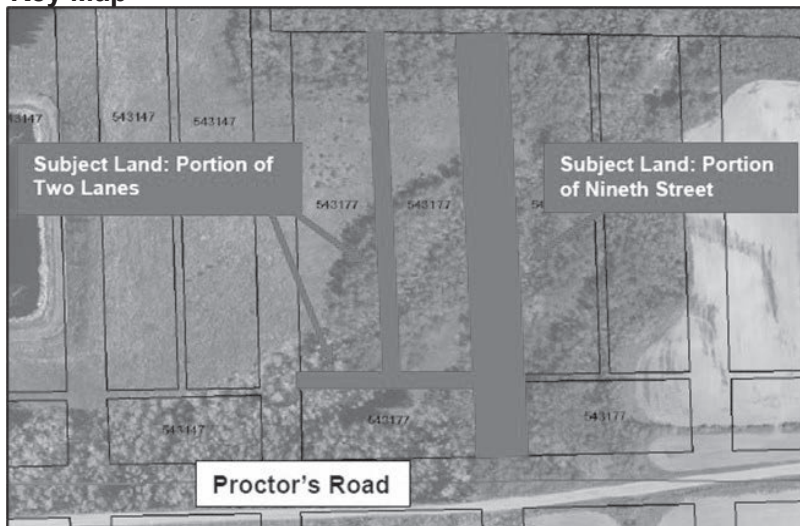 Key Map
543147
543147
543147
Subject Land: Portion of
Two Lanes
Subject Land: Portion
of Nineth Street
543177
543177
543147
543177
543177
Proctor's Road